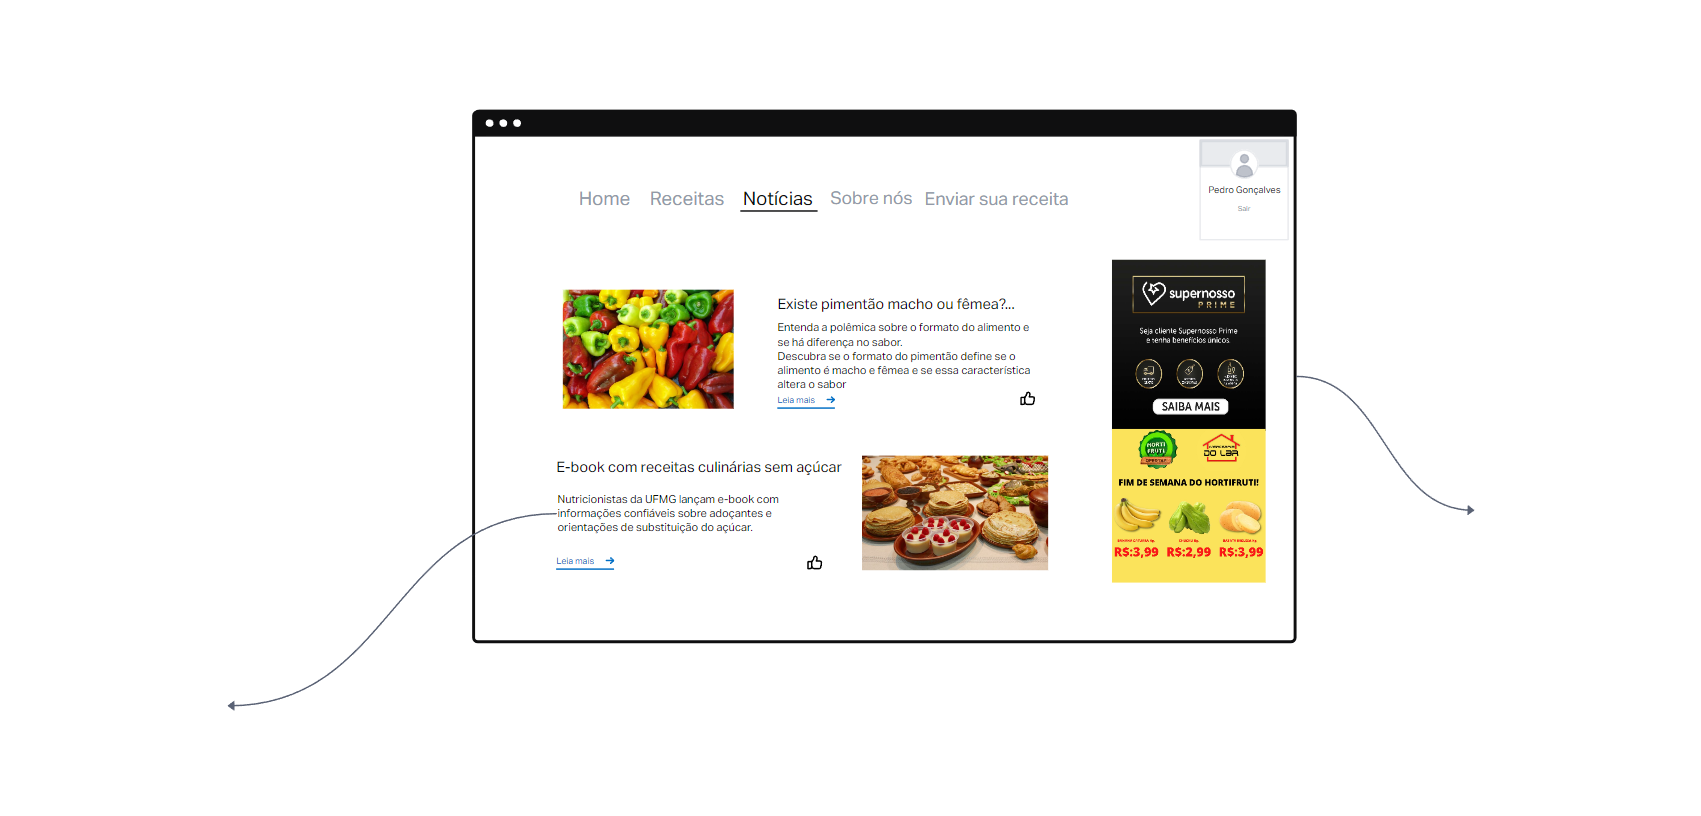 Pedro Gonçalves
Sair
Home Receitas Notícias Sobre nós Enviar sua receita
Existe pimentão macho ou fêmea?...
Entenda a polêmica sobre o formato do alimento e
se há diferença no sabor.
Descubra se o formato do pimentão define se o
alimento é macho e fêmea e se essa característica
altera o sabor
Leia mais
E-book com receitas culinárias sem açúcar
Nutricionistas da UFMG lançam e-book com
informações confiáveis sobre adoçantes e
orientações de substituição do açúcar.
Leia mais
supernosso
PRIME
Seja cliente Supernosso Prime
e tenha benefícios únicos.
SAIBA MAIS
HORTI
FRUTI
DO LAR
FIM DE SEMANA DO HORTIFRUTI!
R$:3,99 R$:2,99 R$:3,99